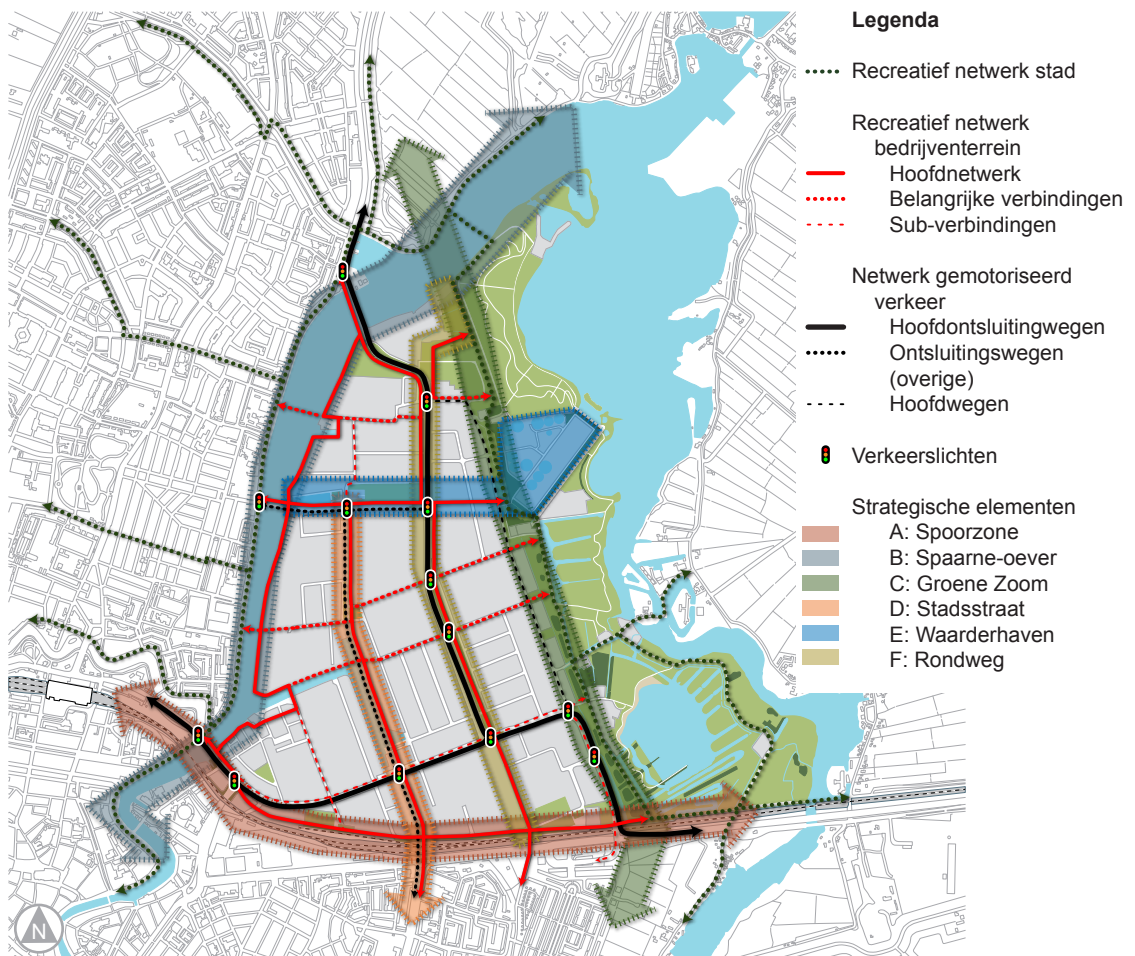 Legenda
Recreatief netwerk stad
Recreatief netwerk
bedrijventerrein
Hoofdnetwerk
Belangrijke verbindingen
Sub-verbindingen
Netwerk gemotoriseerd
verkeer
Hoofdontsluitingwegen
Ontsluitingswegen
(overige)
Hoofdwegen
Verkeerslichten
Strategische elementen
A: Spoorzone
B: Spaarne-oever
C: Groene Zoom
D: Stadsstraat
E: Waarderhaven
F: Rondweg
N